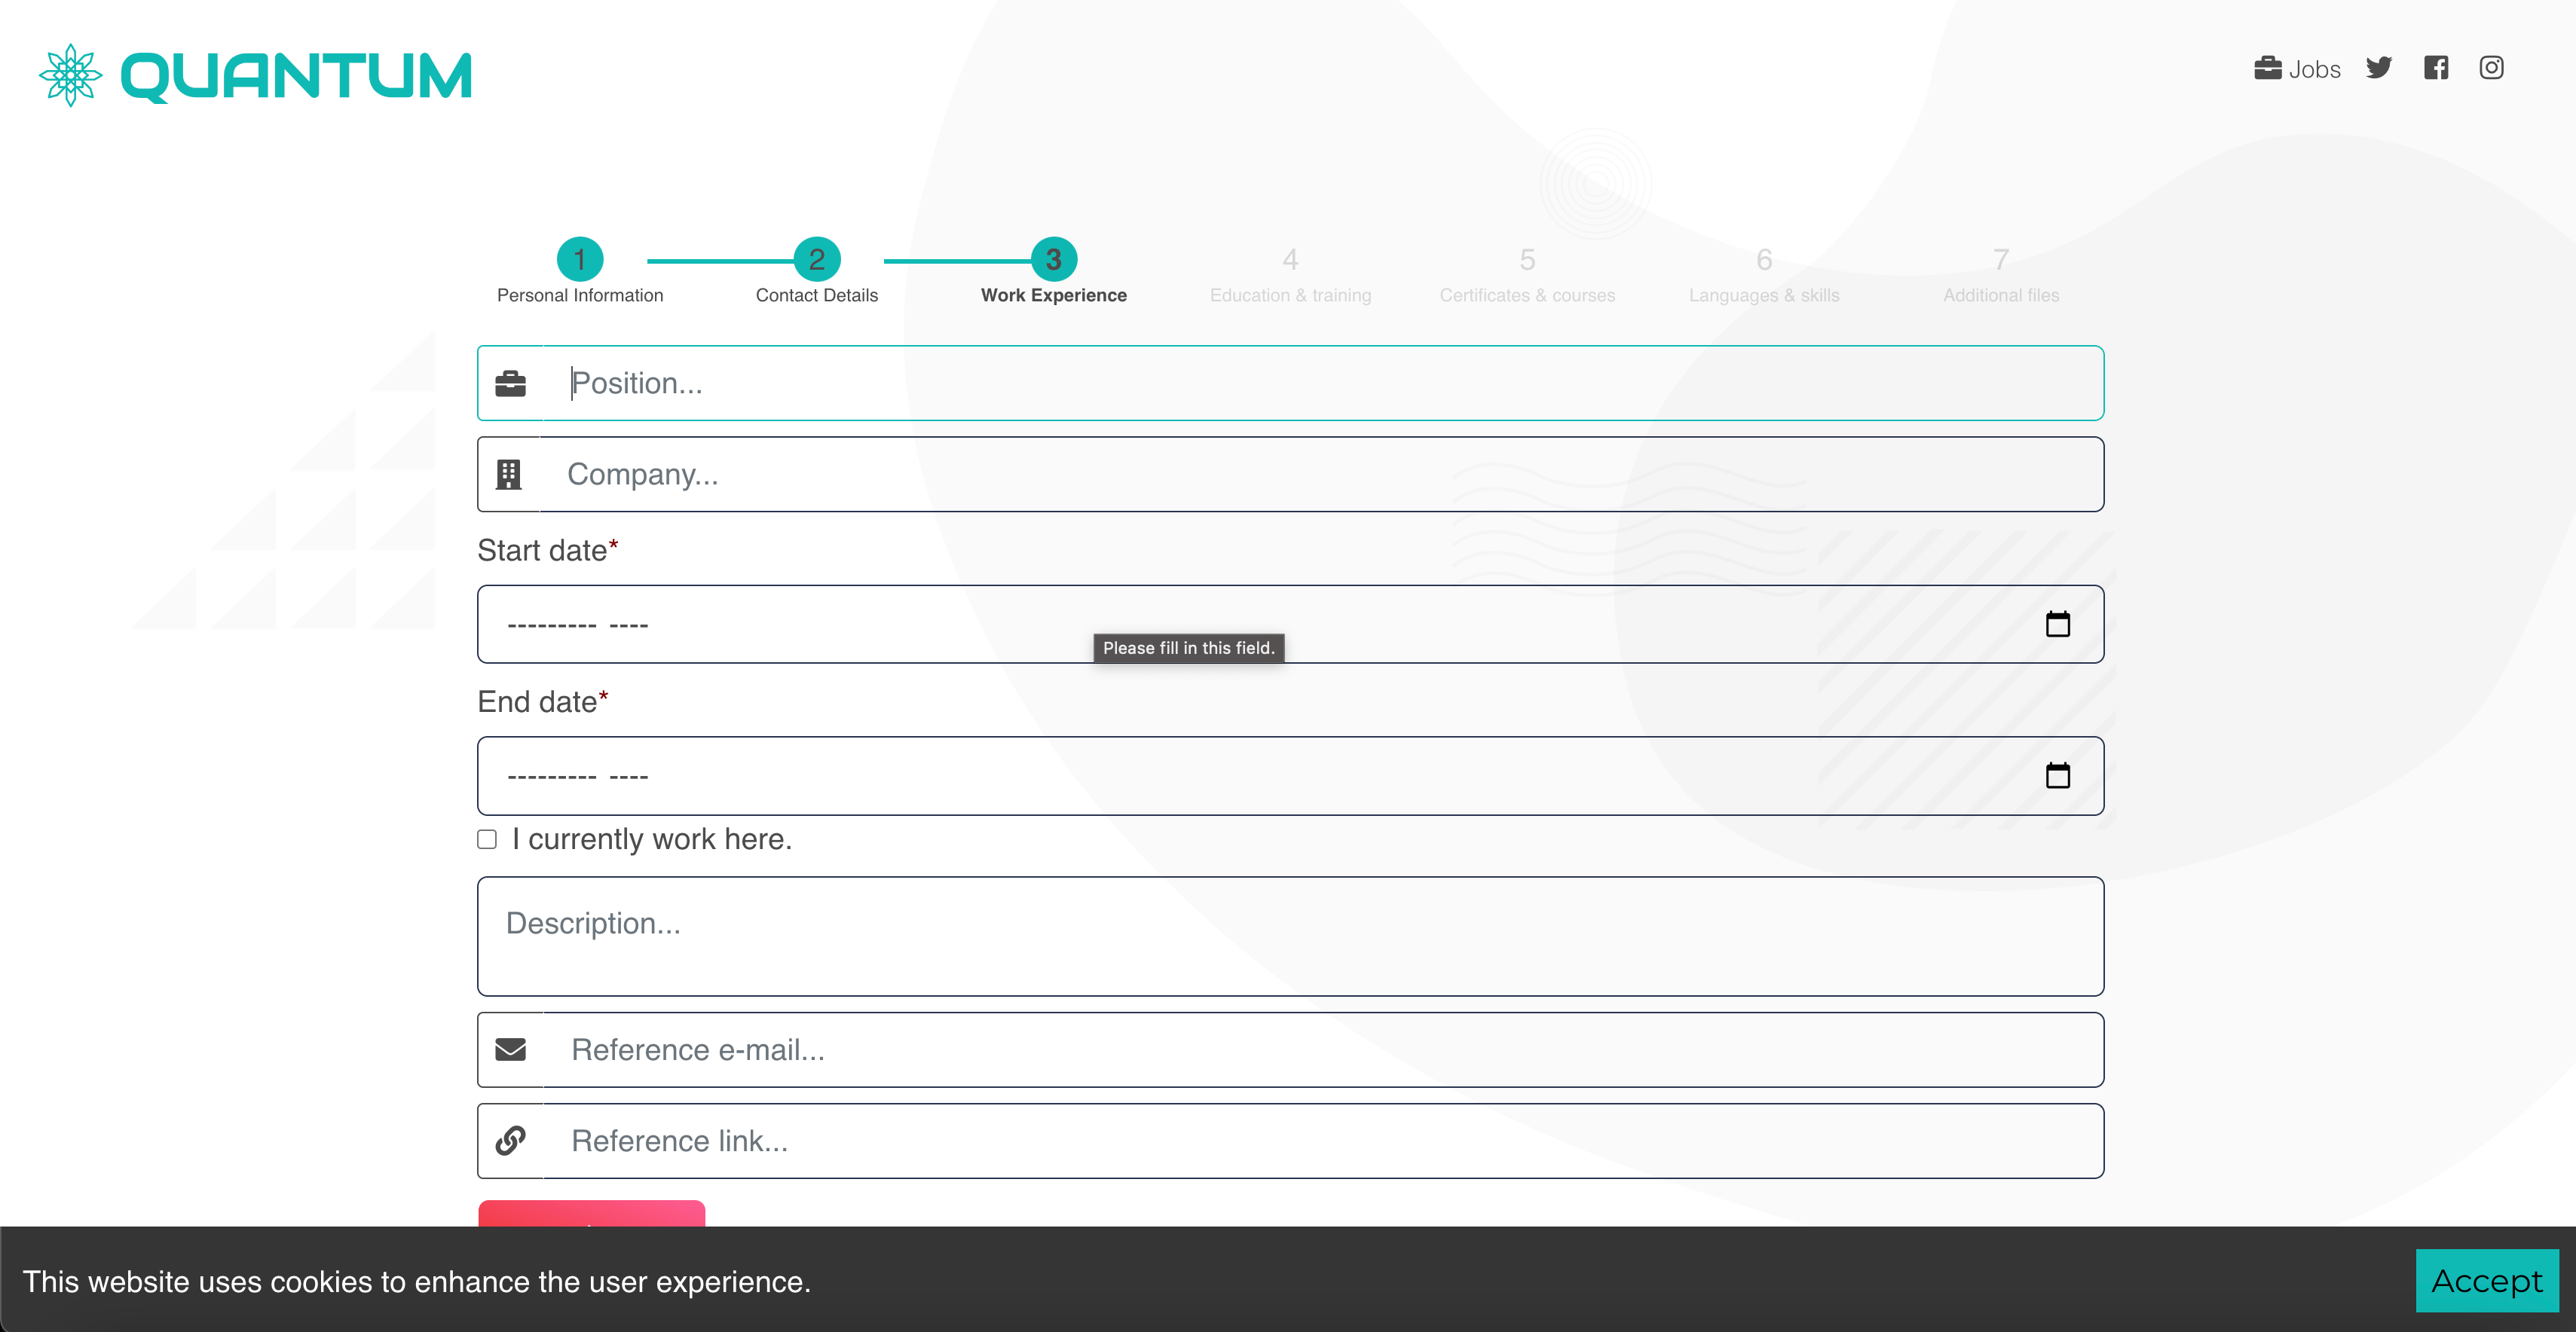 QUANTUM
Jobs
1
2
3
4
5
6
7
Personal Information
Contact Details
Work Experience
Education & training
Certificates & courses
Languages & skills
Additional files
Position...
Company...
Start date*
--------- ----
Please fill in this field.
End date*
--------- ----
I currently work here.
Description...
Reference e-mail...
Reference link...
This website uses cookies to enhance the user experience.
Accept